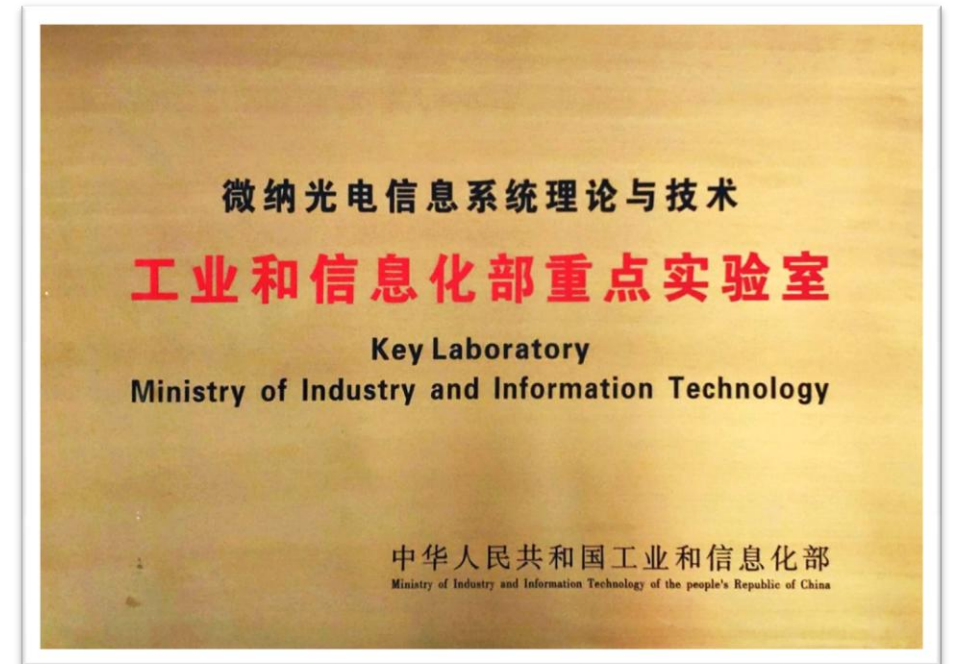 微纳光电信息系统理论与技术
工业和信息化部重点实验室
Key Laboratory
Ministry of Industry and Information Technology
中华人民共和国工业和信息化部
Ministry of Industry and Information Technology of the people's Republic of China